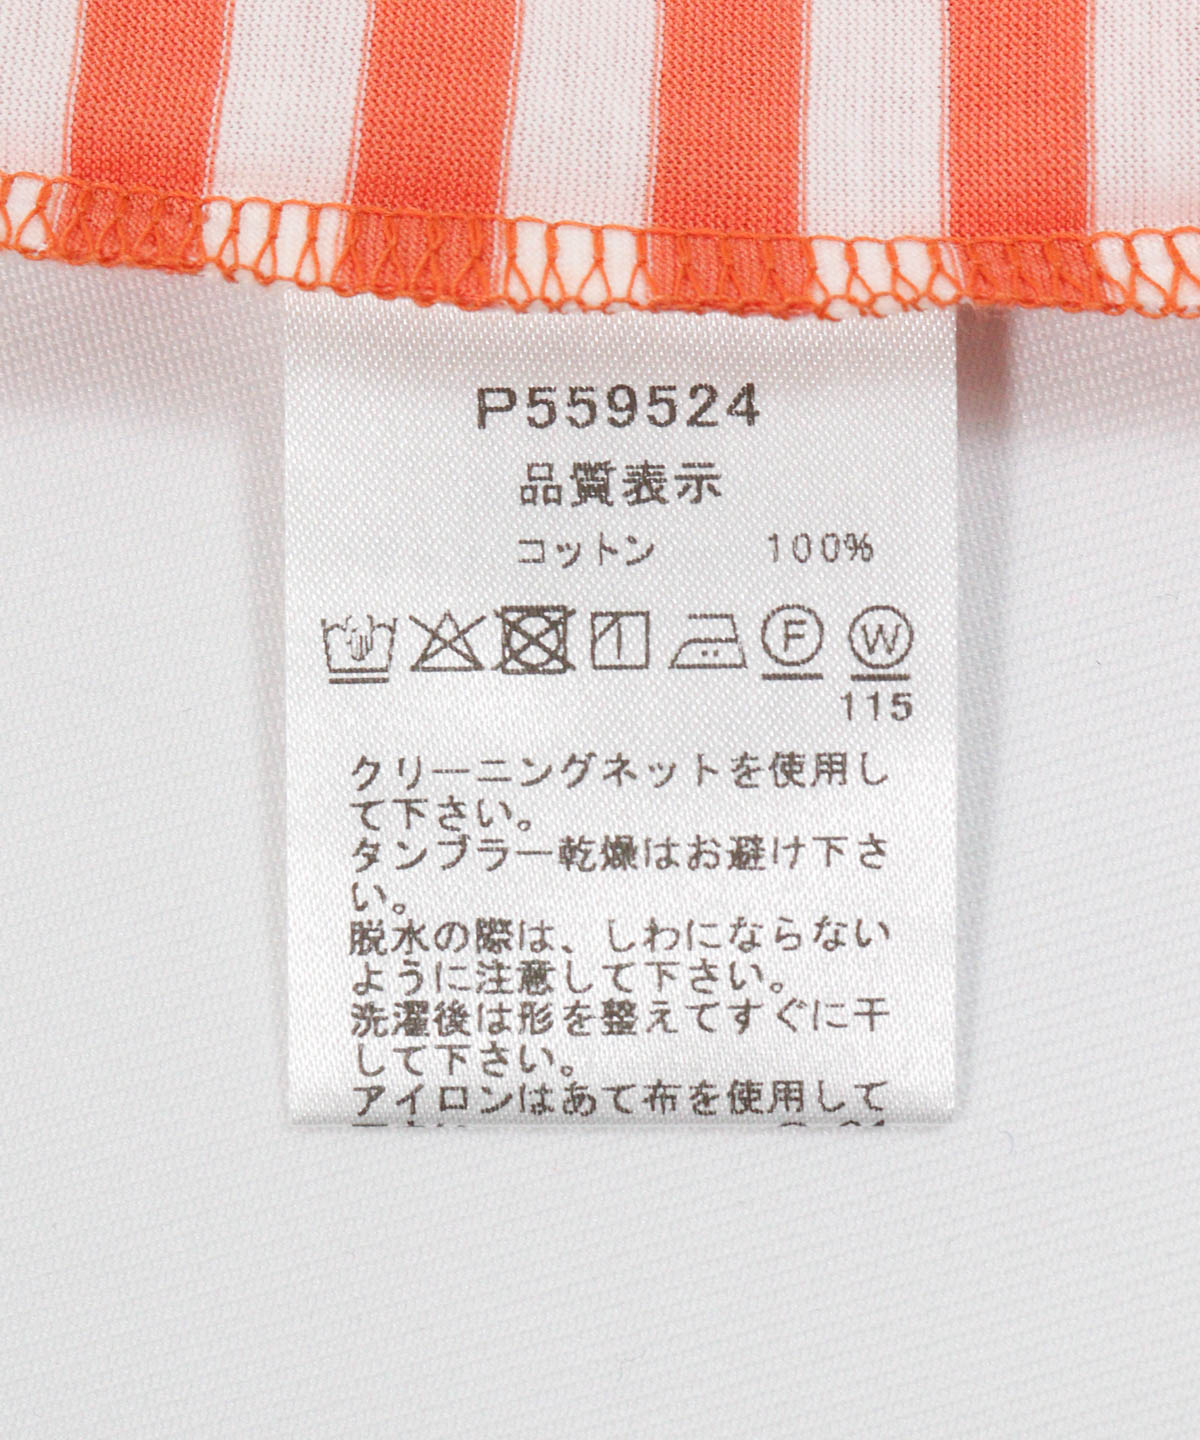 P559524
品質表示
コットン 100%
F W
115
クリーニングネットを使用し
て下さい。
タンブラー乾燥はお避け下さ
い。
脱水の際は、しわにならない
ように注意して下さい。
洗濯後は形を整えてすぐに干
して下さい。
アイロンはあて布を使用して